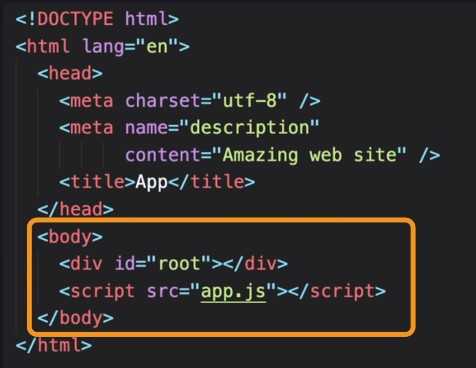 <!DOCTYPE html>
<html lang="en">
<head>
<meta charset="utf-8" />
<meta name="description"
content="Amazing web site" />
<title>App</title>
</head>
<body>
<div id="root"></div>
<script src="app.js"></script>
</body>
</html>